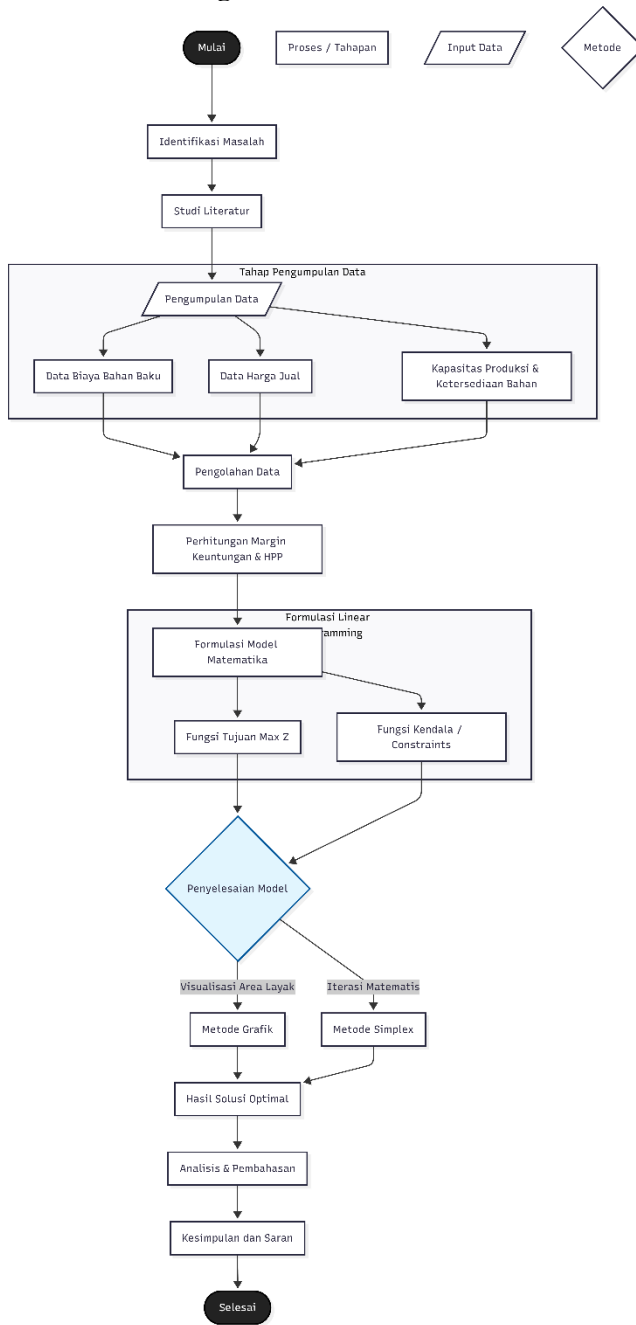 Mulai
Proses / Tahapan
Input Data
Metode
Identifikasi Masalah
Studi Literatur
Tahap Pengumpulan Data
Pengumpulan Data
Data Biaya Bahan Baku
Data Harga Jual
Kapasitas Produksi &
Ketersediaan Bahan
Pengolahan Data
Perhitungan Margin
Keuntungan & HPP
Formulasi Linear
ramming
Formulasi Model
Matematika
Fungsi Tujuan Max Z
Fungsi Kendala /
Constraints
Penyelesaian Model
Visualisasi Area Layak
Iterasi Matematis
Metode Grafik
Metode Simplex
Hasil Solusi Optimal
Analisis & Pembahasan
Kesimpulan dan Saran
Selesai